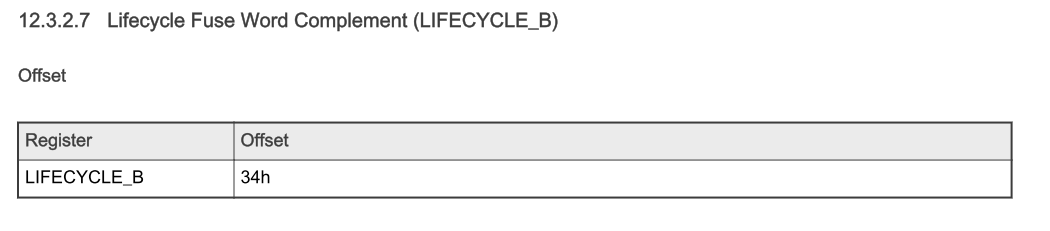 12.3.2.7 Lifecycle Fuse Word Complement (LIFECYCLE_B)
Offset
Register Offset
LIFECYCLE_B 34h